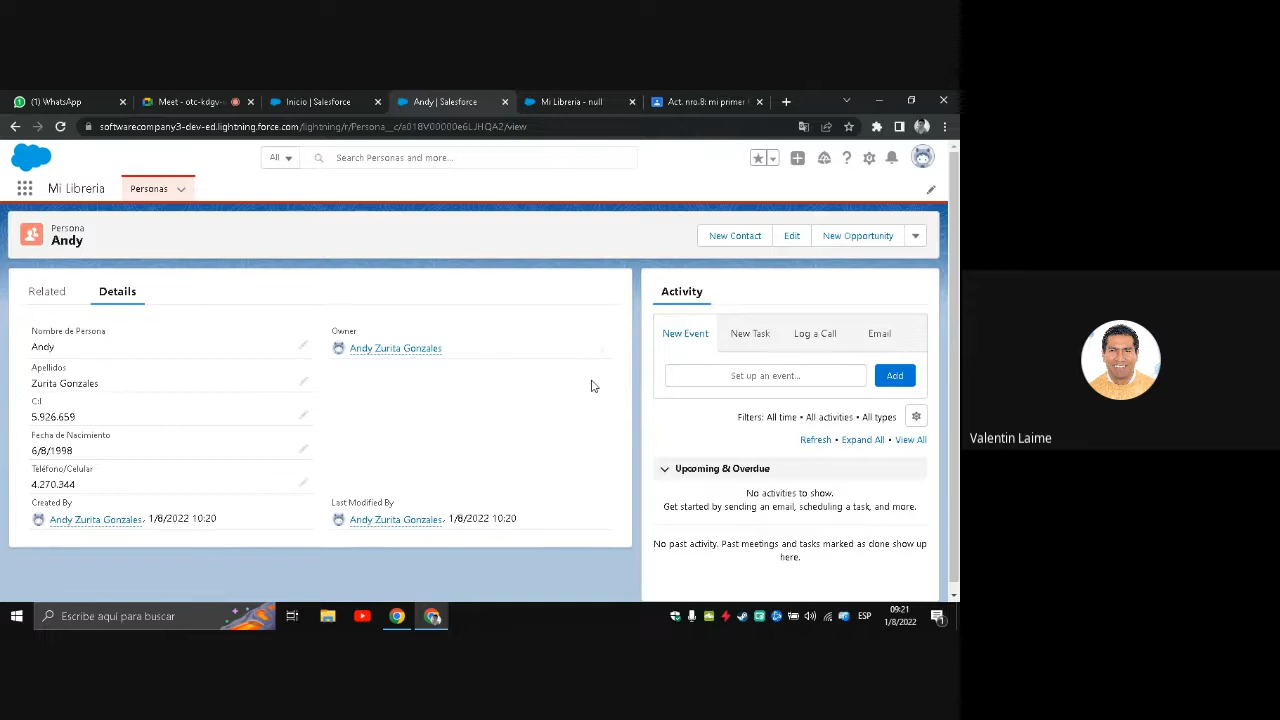 (1) WhatsApp
Meet - otc-kdgv-
Inicio | Salesforce
Andy | Salesforce
Mi Libreria - null
Act. nro.8: mi primer
softwarecompany3-dev-ed.lightning.force.com/lightning/r/Persona__c/a018V00000e6LJHQA2/view
All
Search Personas and more...
Mi Libreria
Personas
Persona
Andy
New Contact
Edit
New Opportunity
Related
Details
Nombre de Persona
Andy
Owner
Andy Zurita Gonzales
Apellidos
Zurita Gonzales
C:I
5.926.659
Fecha de Nacimiento
6/8/1998
Teléfono/Celular
4.270.344
Created By
Andy Zurita Gonzales, 1/8/2022 10:20
Last Modified By
Andy Zurita Gonzales, 1/8/2022 10:20
Activity
New Event
New Task
Log a Call
Email
Set up an event...
Add
Filters: All time • All activities • All types
Refresh • Expand All • View All
Upcoming & Overdue
No activities to show.
Get started by sending an email, scheduling a task, and more.
No past activity. Past meetings and tasks marked as done show up
here.
Valentin Laime
Escribe aquí para buscar
ESP
09:21
1/8/2022
1